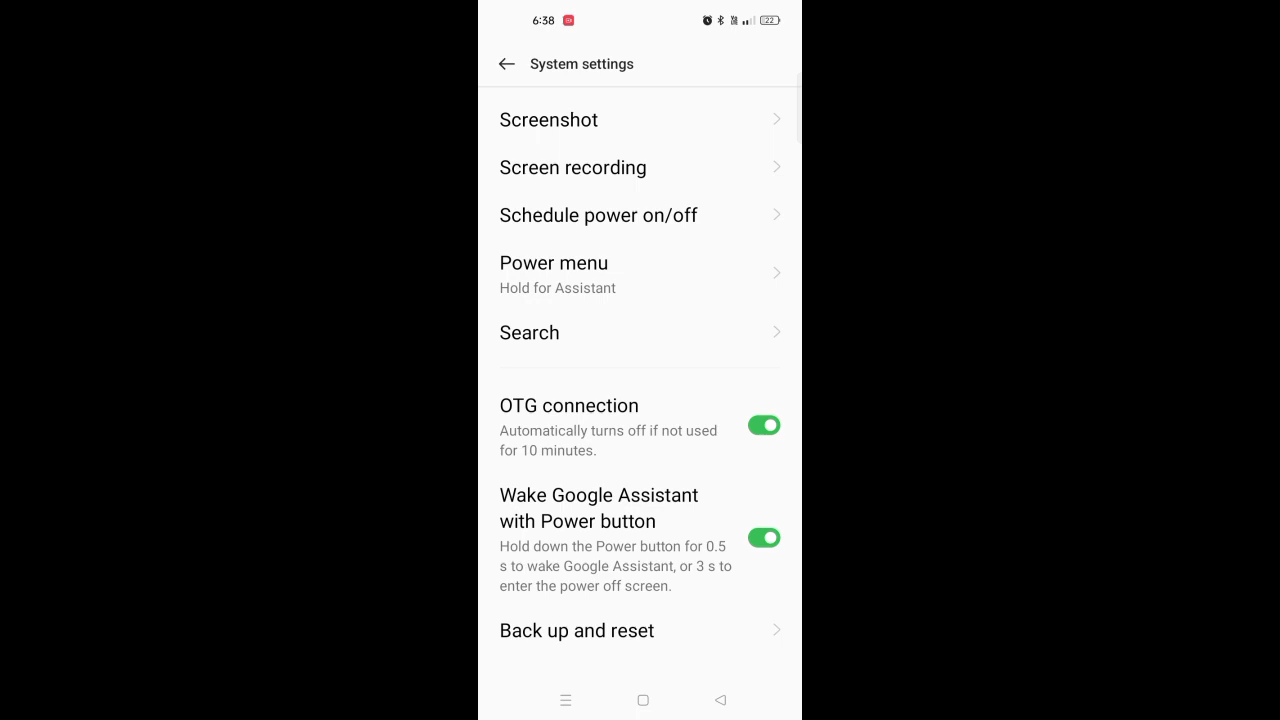 6:38
22
System settings
Screenshot
Screen recording
Schedule power on/off
Power menu
Hold for Assistant
Search
OTG connection
Automatically turns off if not used
for 10 minutes.
Wake Google Assistant
with Power button
Hold down the Power button for 0.5
s to wake Google Assistant, or 3 s to
enter the power off screen.
Back up and reset